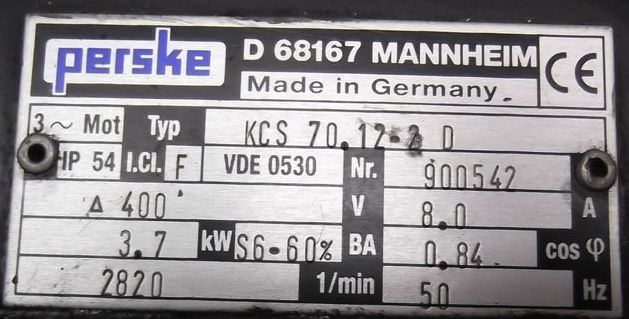 perske D 68167 MANNHEIM CE
Made in Germany
3~ Mot Typ KCS 70.12-2 D
HP 54 I.Cl. F VDE 0530 Nr. 900542
Δ 400 V 8.0 A
3.7 kW S6-60% BA 0.84 cos φ
2820 1/min 50 Hz